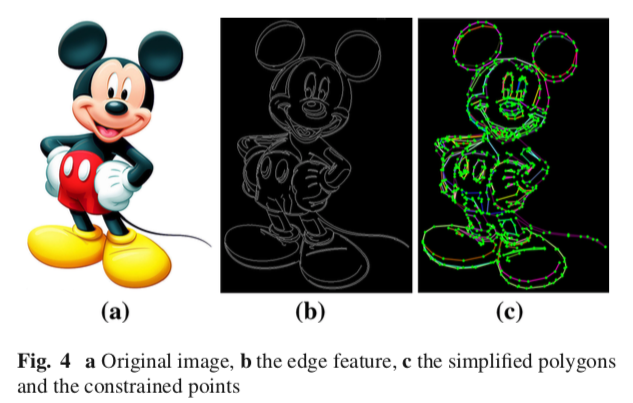 (a) (b) (c)
Fig. 4 a Original image, b the edge feature, c the simplified polygons
and the constrained points